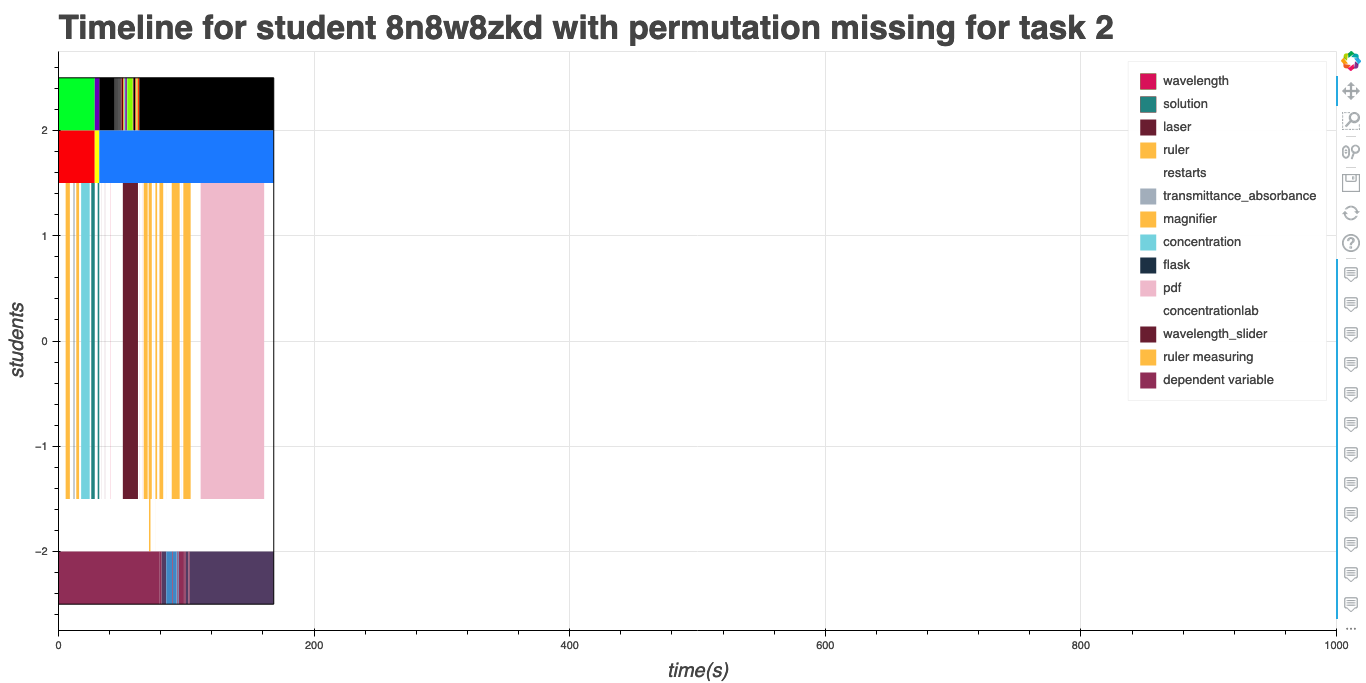 Timeline for student 8n8w8zkd with permutation missing for task 2
wavelength
solution
laser
ruler
restarts
transmittance_absorbance
magnifier
concentration
flask
pdf
concentrationlab
wavelength_slider
ruler measuring
dependent variable
students
2
1
0
−1
−2
0
200
400
600
800
1000
time(s)